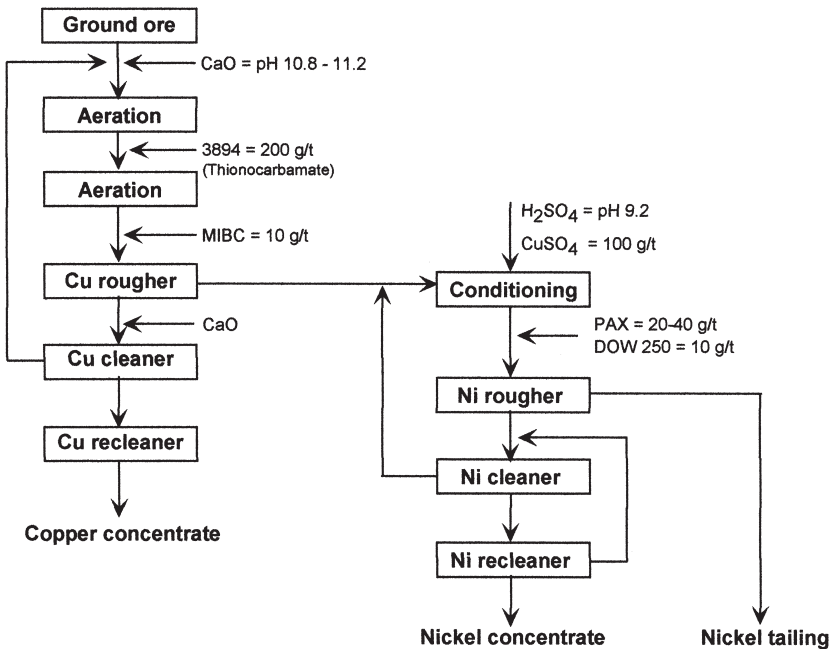 Ground ore
CaO = pH 10.8 - 11.2
Aeration
3894 = 200 g/t
(Thionocarbamate)
Aeration
MIBC = 10 g/t
Cu rougher
CaO
Cu cleaner
Cu recleaner
Copper concentrate
H2SO4 = pH 9.2
CuSO4 = 100 g/t
Conditioning
PAX = 20-40 g/t
DOW 250 = 10 g/t
Ni rougher
Ni cleaner
Ni recleaner
Nickel concentrate
Nickel tailing